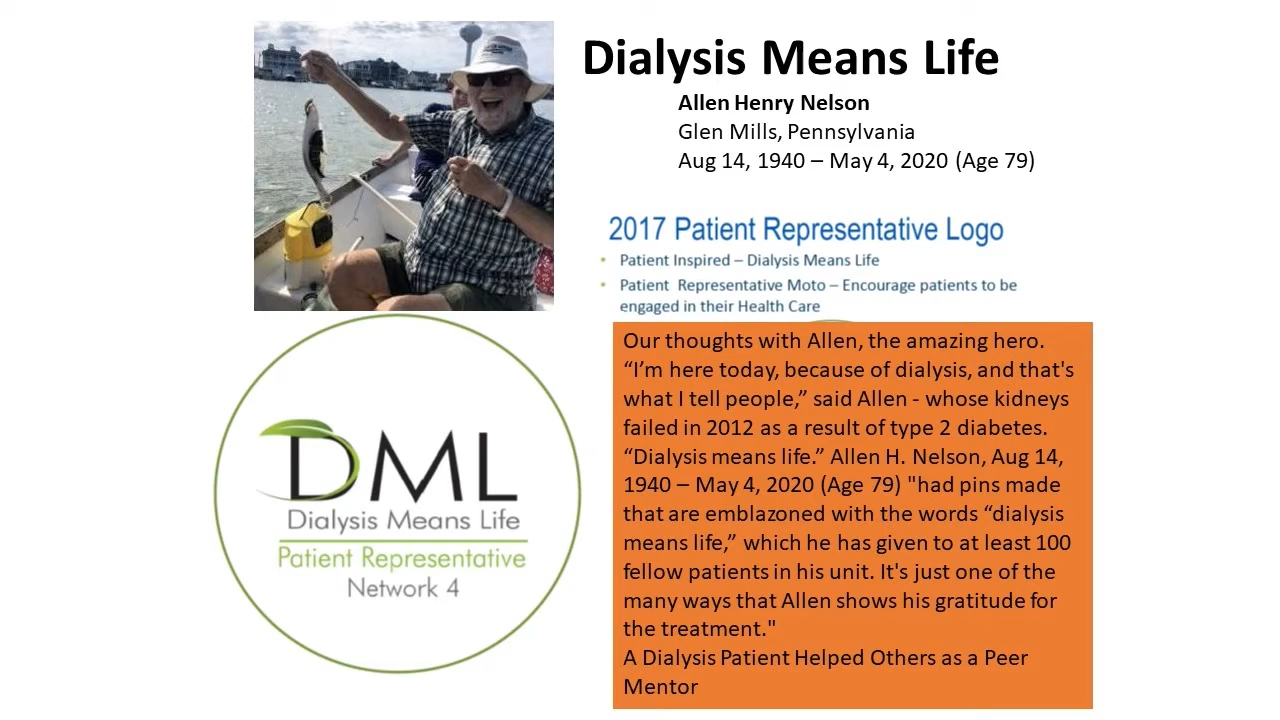 Dialysis Means Life
Allen Henry Nelson
Glen Mills, Pennsylvania
Aug 14, 1940 – May 4, 2020 (Age 79)
2017 Patient Representative Logo
• Patient Inspired – Dialysis Means Life
• Patient Representative Moto – Encourage patients to be
engaged in their Health Care
Our thoughts with Allen, the amazing hero.
“I’m here today, because of dialysis, and that's
what I tell people,” said Allen - whose kidneys
failed in 2012 as a result of type 2 diabetes.
“Dialysis means life.” Allen H. Nelson, Aug 14,
1940 – May 4, 2020 (Age 79) "had pins made
that are emblazoned with the words “dialysis
means life,” which he has given to at least 100
fellow patients in his unit. It's just one of the
many ways that Allen shows his gratitude for
the treatment."
A Dialysis Patient Helped Others as a Peer
Mentor
DML
Dialysis Means Life
Patient Representative
Network 4